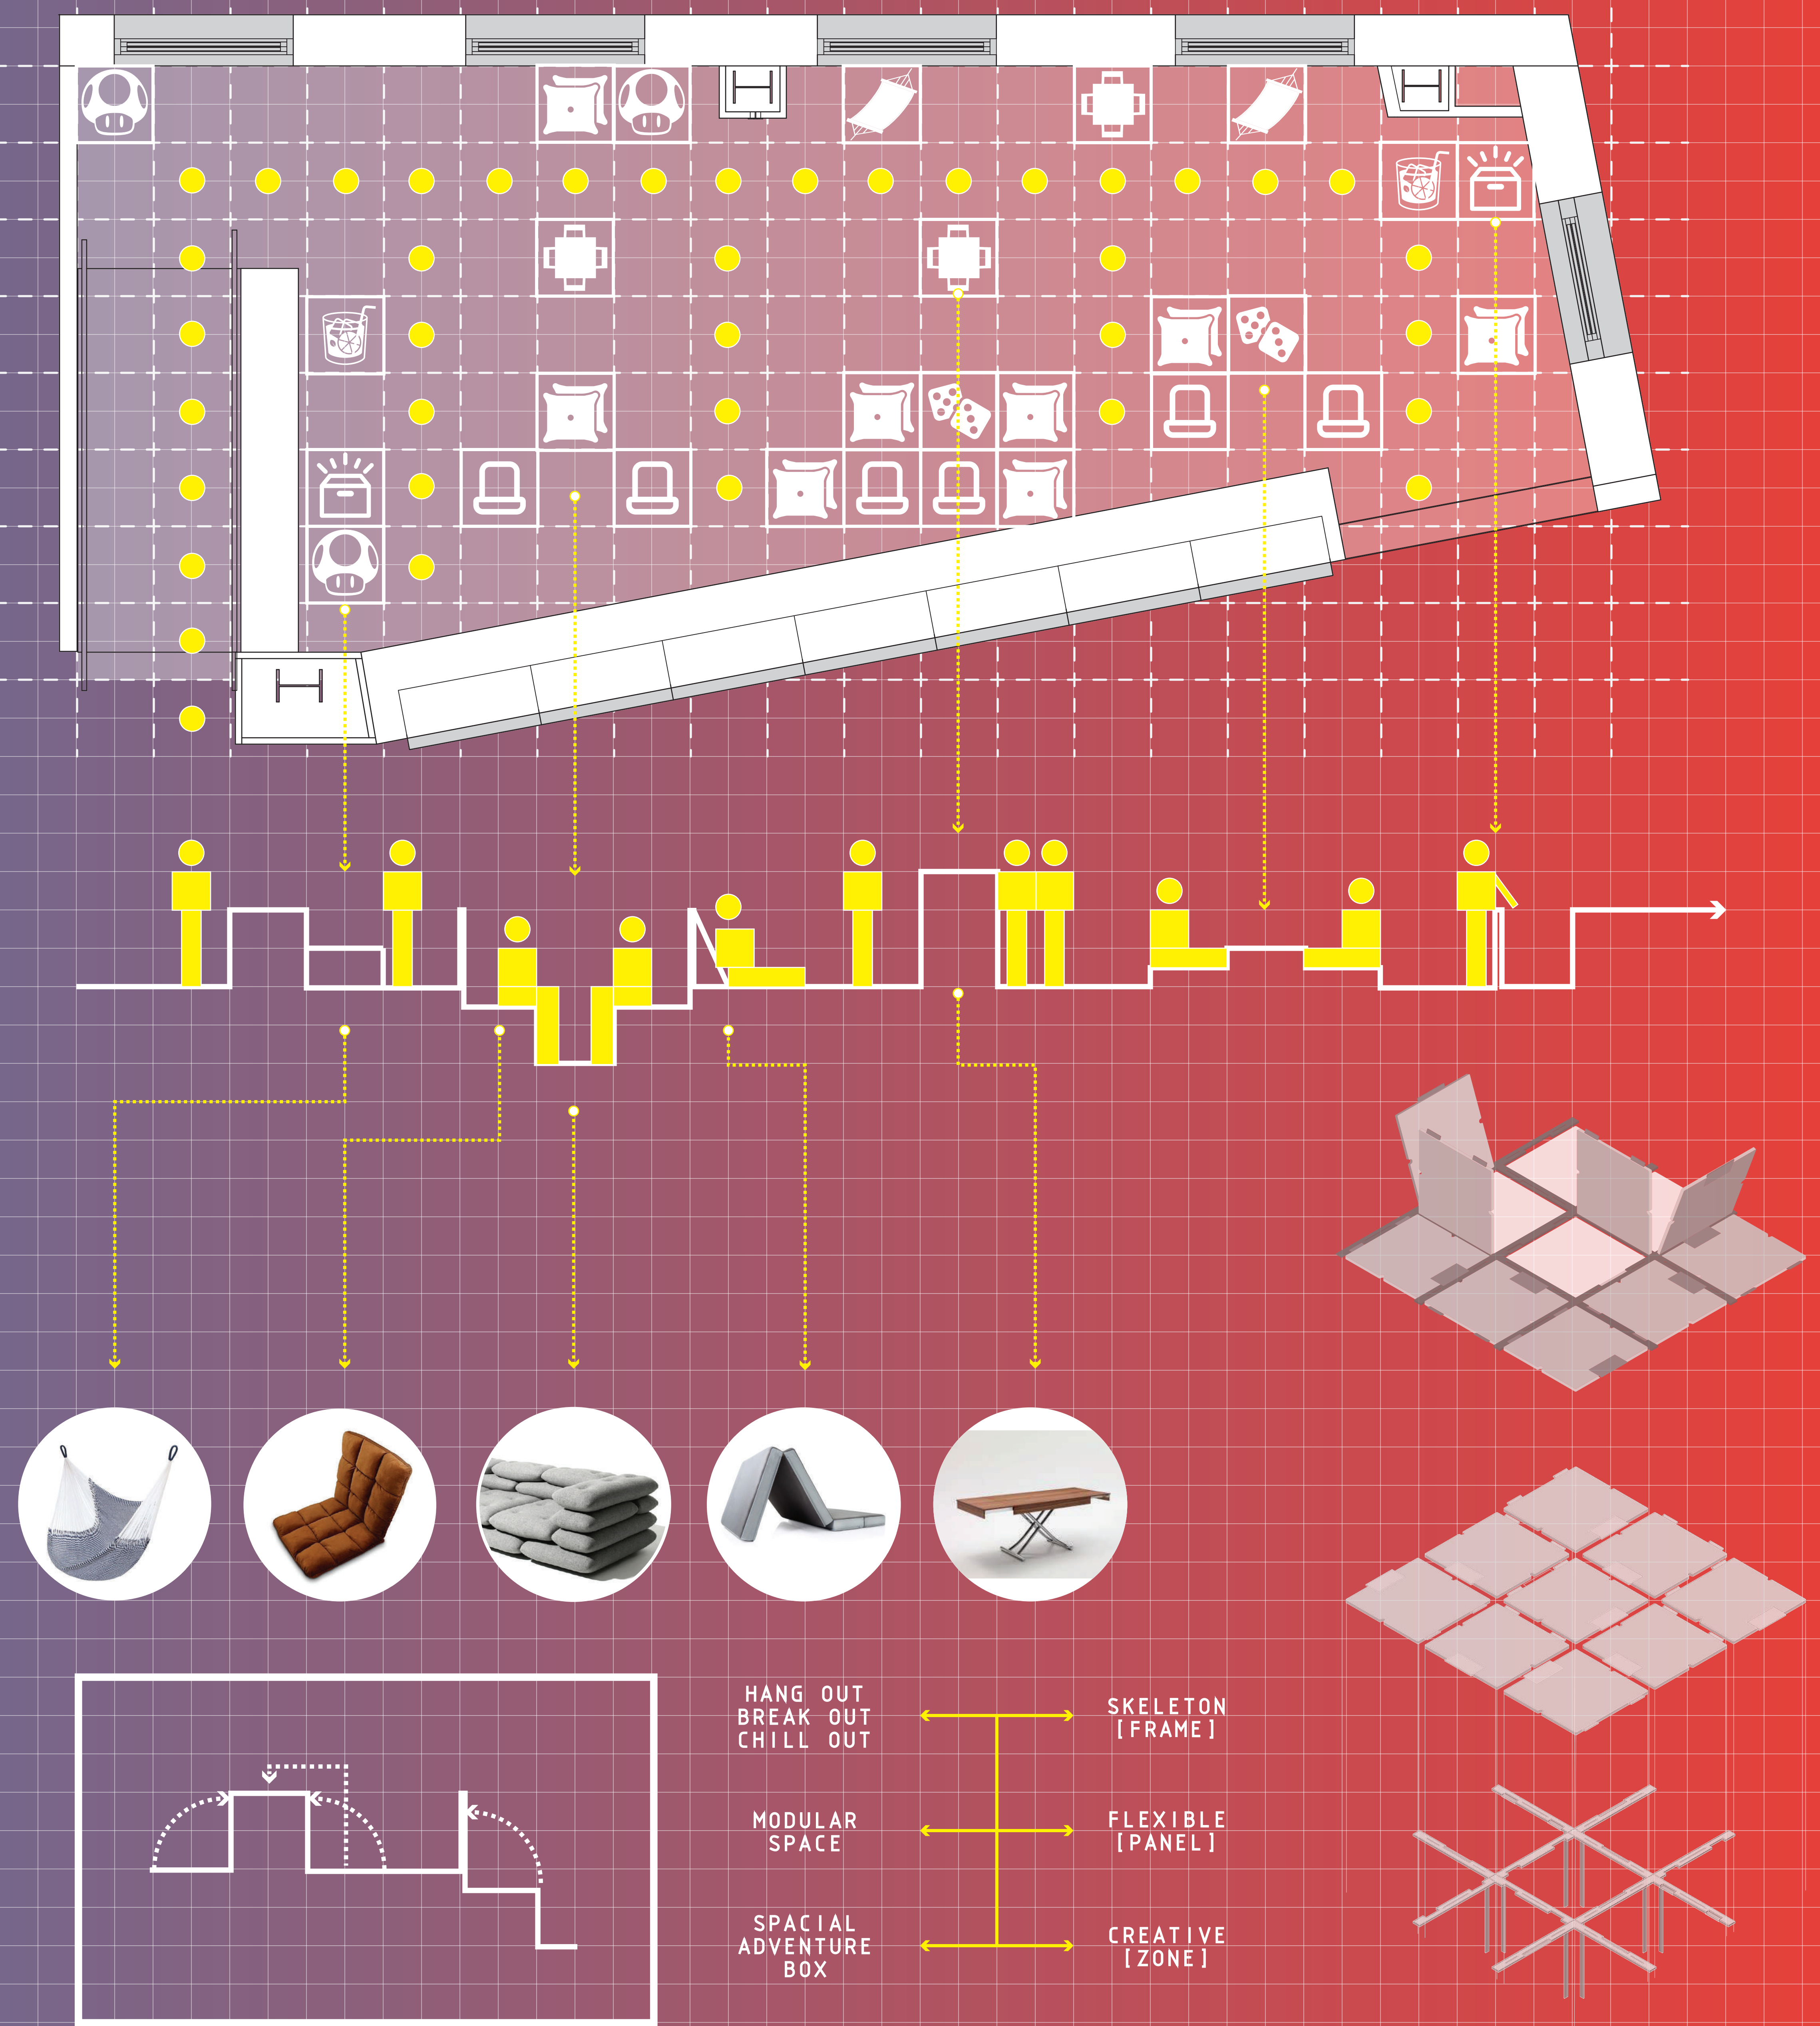 HANG OUT
BREAK OUT
CHILL OUT
SKELETON
[FRAME]
MODULAR
SPACE
FLEXIBLE
[PANEL]
SPACIAL
ADVENTURE
BOX
CREATIVE
[ZONE]